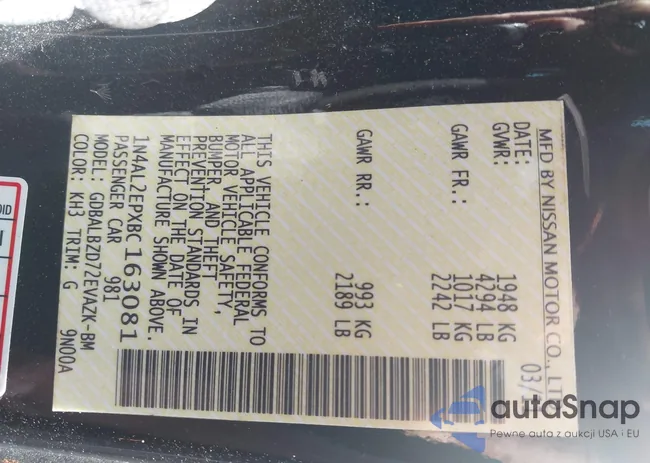 MFD BY NISSAN MOTOR CO., LT
DATE: 03/1
GVWR: 1948 KG
4294 LB
GAWR FR.: 1017 KG
2242 LB
GAWR RR.: 993 KG
2189 LB
THIS VEHICLE CONFORMS TO
ALL APPLICABLE FEDERAL
MOTOR VEHICLE SAFETY,
BUMPER, AND THEFT
PREVENTION STANDARDS IN
EFFECT ON THE DATE OF
MANUFACTURE SHOWN ABOVE.
1N4AL2EPXBC163081
PASSENGER CAR 981
MODEL: GDBALBZD72EVAZK-BM
COLOR: KH3 TRIM: G 9N00A
autaSnap
Pewne auta z aukcji USA i EU